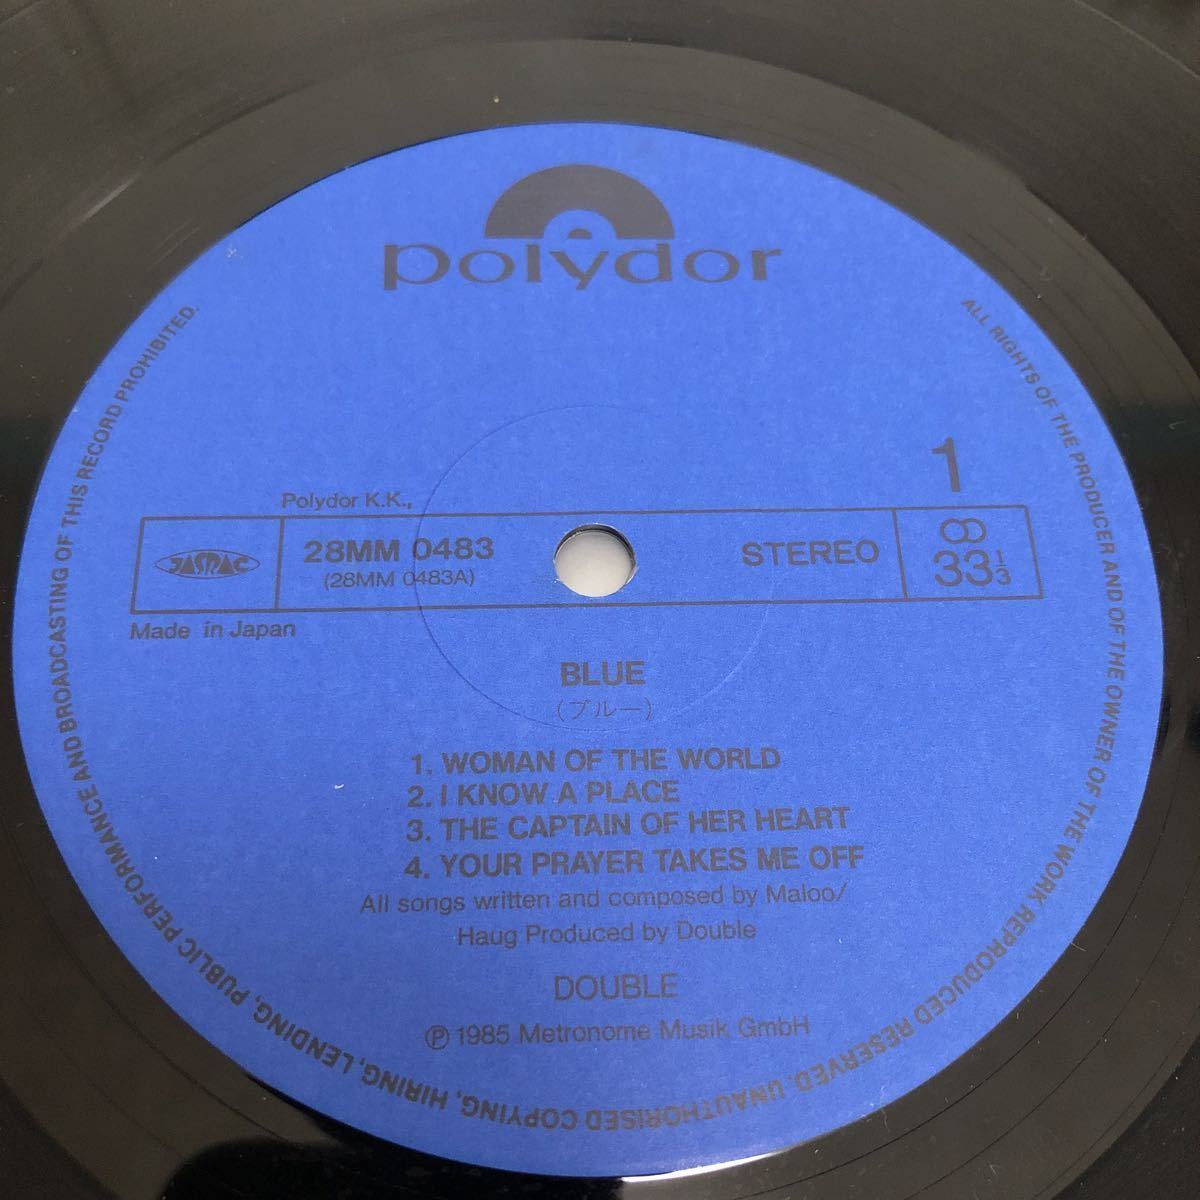 polydor
1
Polydor K.K.,
JASRAC
28MM 0483
(28MM 0483A)
STEREO
33 1/3
Made in Japan
BLUE
(ブルー)
1. WOMAN OF THE WORLD
2. I KNOW A PLACE
3. THE CAPTAIN OF HER HEART
4. YOUR PRAYER TAKES ME OFF
All songs written and composed by Maloo/
Haug Produced by Double
DOUBLE
Ⓟ 1985 Metronome Musik GmbH
ALL RIGHTS OF THE PRODUCER AND OF THE OWNER OF THE WORK REPRODUCED RESERVED. UNAUTHORISED COPYING, HIRING, LENDING, PUBLIC PERFORMANCE AND BROADCASTING OF THIS RECORD PROHIBITED.